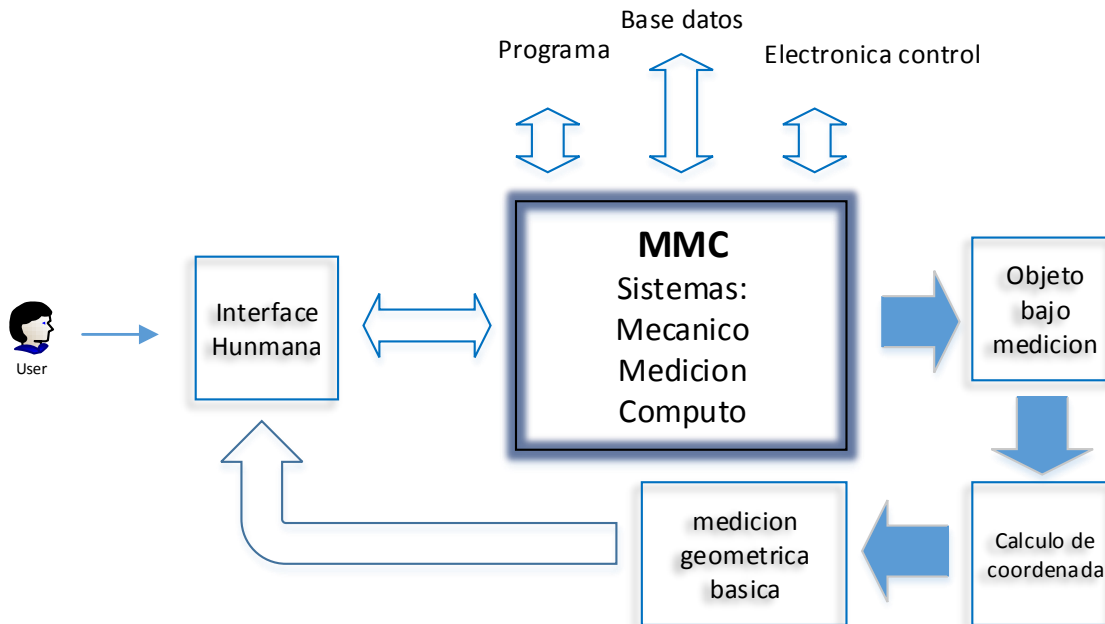 Base datos
Programa
Electronica control
MMC
Sistemas:
Mecanico
Medicion
Computo
Interface
Hunmana
User
Objeto
bajo
medicion
medicion
geometrica
basica
Calculo de
coordenada